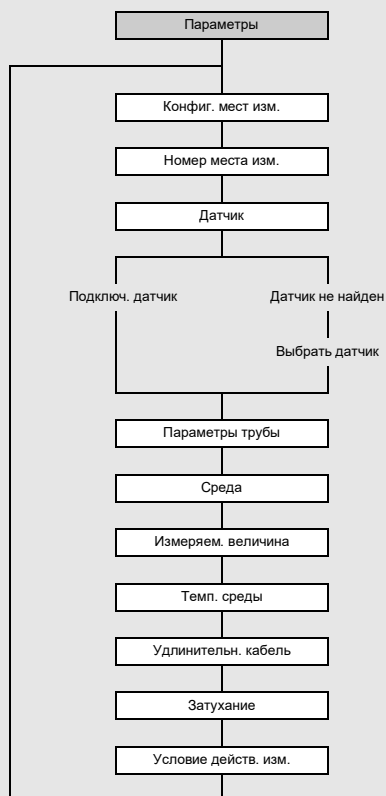 Параметры
Конфиг. мест изм.
Номер места изм.
Датчик
Подключ. датчик
Датчик не найден
Выбрать датчик
Параметры трубы
Среда
Измеряем. величина
Темп. среды
Удлинительн. кабель
Затухание
Условие действ. изм.